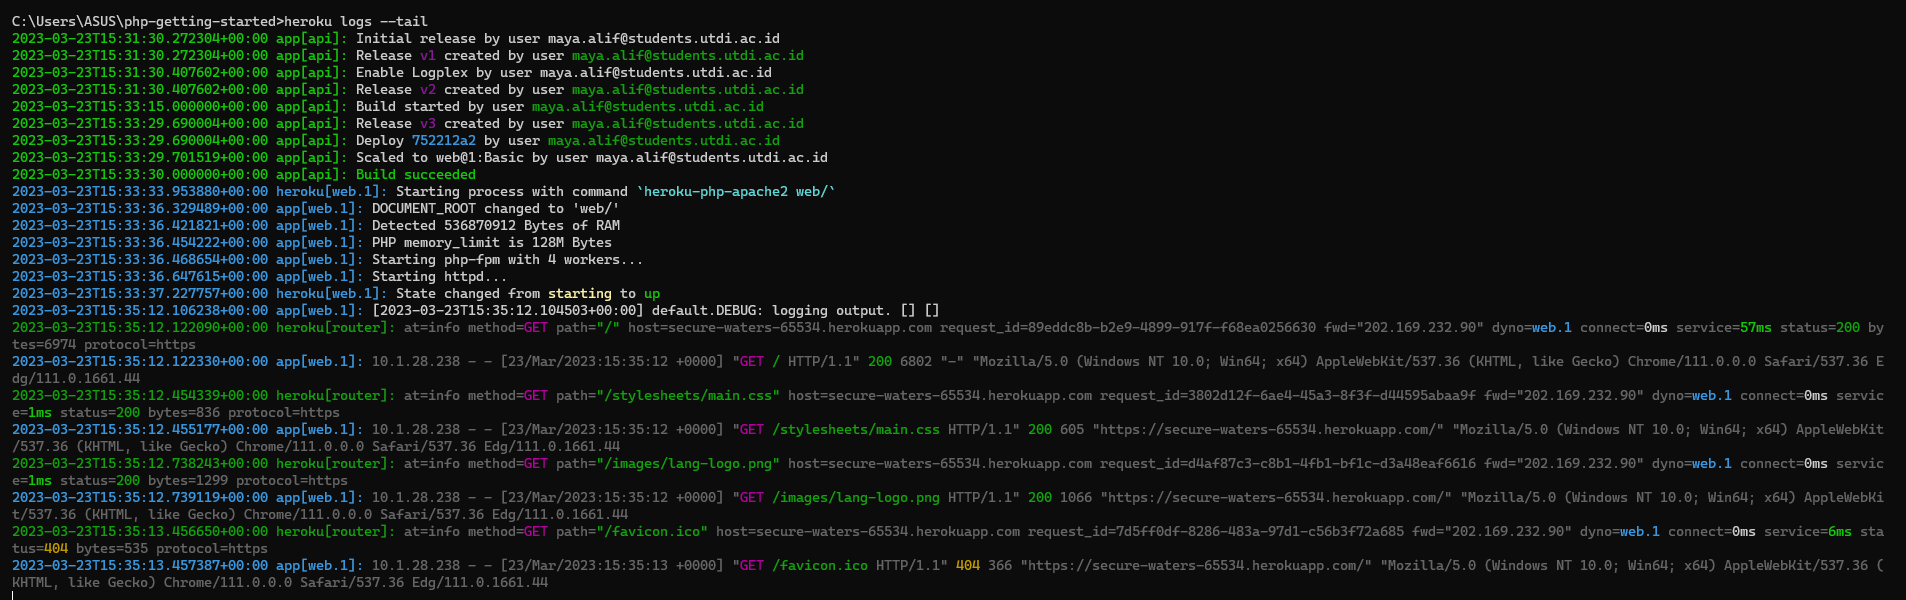 C:\Users\ASUS\php-getting-started>heroku logs --tail
2023-03-23T15:31:30.272304+00:00 app[api]: Initial release by user maya.alif@students.utdi.ac.id
2023-03-23T15:31:30.272304+00:00 app[api]: Release v1 created by user maya.alif@students.utdi.ac.id
2023-03-23T15:31:30.407602+00:00 app[api]: Enable Logplex by user maya.alif@students.utdi.ac.id
2023-03-23T15:31:30.407602+00:00 app[api]: Release v2 created by user maya.alif@students.utdi.ac.id
2023-03-23T15:33:15.000000+00:00 app[api]: Build started by user maya.alif@students.utdi.ac.id
2023-03-23T15:33:29.690004+00:00 app[api]: Release v3 created by user maya.alif@students.utdi.ac.id
2023-03-23T15:33:29.690004+00:00 app[api]: Deploy 752212a2 by user maya.alif@students.utdi.ac.id
2023-03-23T15:33:29.701519+00:00 app[api]: Scaled to web@1:Basic by user maya.alif@students.utdi.ac.id
2023-03-23T15:33:30.000000+00:00 app[api]: Build succeeded
2023-03-23T15:33:33.953880+00:00 heroku[web.1]: Starting process with command `heroku-php-apache2 web/`
2023-03-23T15:33:36.329489+00:00 app[web.1]: DOCUMENT_ROOT changed to 'web/'
2023-03-23T15:33:36.421821+00:00 app[web.1]: Detected 536870912 Bytes of RAM
2023-03-23T15:33:36.454222+00:00 app[web.1]: PHP memory_limit is 128M Bytes
2023-03-23T15:33:36.468654+00:00 app[web.1]: Starting php-fpm with 4 workers...
2023-03-23T15:33:36.647615+00:00 app[web.1]: Starting httpd...
2023-03-23T15:33:37.227757+00:00 heroku[web.1]: State changed from starting to up
2023-03-23T15:35:12.106238+00:00 app[web.1]: [2023-03-23T15:35:12.104503+00:00] default.DEBUG: logging output. [] []
2023-03-23T15:35:12.122090+00:00 heroku[router]: at=info method=GET path="/" host=secure-waters-65534.herokuapp.com request_id=89eddc8b-b2e9-4899-917f-f68ea0256630 fwd="202.169.232.90" dyno=web.1 connect=0ms service=57ms status=200 by
tes=6974 protocol=https
2023-03-23T15:35:12.122330+00:00 app[web.1]: 10.1.28.238 - - [23/Mar/2023:15:35:12 +0000] "GET / HTTP/1.1" 200 6802 "-" "Mozilla/5.0 (Windows NT 10.0; Win64; x64) AppleWebKit/537.36 (KHTML, like Gecko) Chrome/111.0.0.0 Safari/537.36 E
dg/111.0.1661.44
2023-03-23T15:35:12.454339+00:00 heroku[router]: at=info method=GET path="/stylesheets/main.css" host=secure-waters-65534.herokuapp.com request_id=3802d12f-6ae4-45a3-8f3f-d44595abaa9f fwd="202.169.232.90" dyno=web.1 connect=0ms servic
e=1ms status=200 bytes=836 protocol=https
2023-03-23T15:35:12.455177+00:00 app[web.1]: 10.1.28.238 - - [23/Mar/2023:15:35:12 +0000] "GET /stylesheets/main.css HTTP/1.1" 200 605 "https://secure-waters-65534.herokuapp.com/" "Mozilla/5.0 (Windows NT 10.0; Win64; x64) AppleWebKit
/537.36 (KHTML, like Gecko) Chrome/111.0.0.0 Safari/537.36 Edg/111.0.1661.44
2023-03-23T15:35:12.738243+00:00 heroku[router]: at=info method=GET path="/images/lang-logo.png" host=secure-waters-65534.herokuapp.com request_id=d4af87c3-c8b1-4fb1-bf1c-d3a48eaf6616 fwd="202.169.232.90" dyno=web.1 connect=0ms servic
e=1ms status=200 bytes=1299 protocol=https
2023-03-23T15:35:12.739119+00:00 app[web.1]: 10.1.28.238 - - [23/Mar/2023:15:35:12 +0000] "GET /images/lang-logo.png HTTP/1.1" 200 1066 "https://secure-waters-65534.herokuapp.com/" "Mozilla/5.0 (Windows NT 10.0; Win64; x64) AppleWebKi
t/537.36 (KHTML, like Gecko) Chrome/111.0.0.0 Safari/537.36 Edg/111.0.1661.44
2023-03-23T15:35:13.456650+00:00 heroku[router]: at=info method=GET path="/favicon.ico" host=secure-waters-65534.herokuapp.com request_id=7d5ff0df-8286-483a-97d1-c56b3f72a685 fwd="202.169.232.90" dyno=web.1 connect=0ms service=6ms sta
tus=404 bytes=535 protocol=https
2023-03-23T15:35:13.457387+00:00 app[web.1]: 10.1.28.238 - - [23/Mar/2023:15:35:13 +0000] "GET /favicon.ico HTTP/1.1" 404 366 "https://secure-waters-65534.herokuapp.com/" "Mozilla/5.0 (Windows NT 10.0; Win64; x64) AppleWebKit/537.36 (
KHTML, like Gecko) Chrome/111.0.0.0 Safari/537.36 Edg/111.0.1661.44